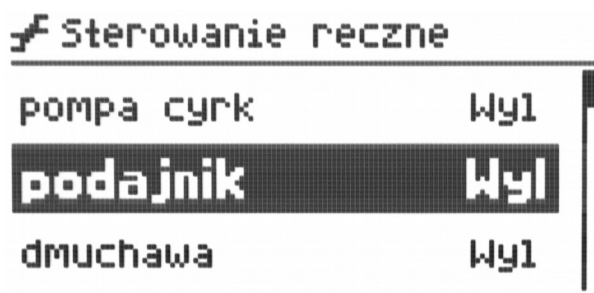 Sterowanie reczne
pompa cyrk Wyl
podajnik Wyl
dmuchawa Wyl